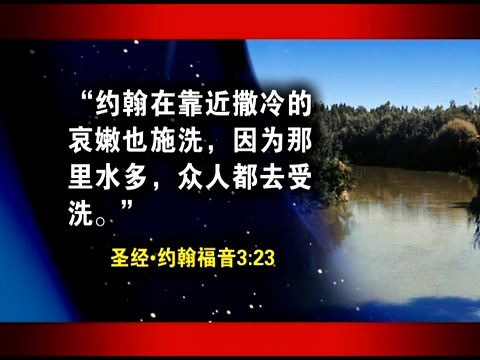 “约翰在靠近撒冷的
哀嫩也施洗，因为那
里水多，众人都去受
洗。”
圣经·约翰福音3:23